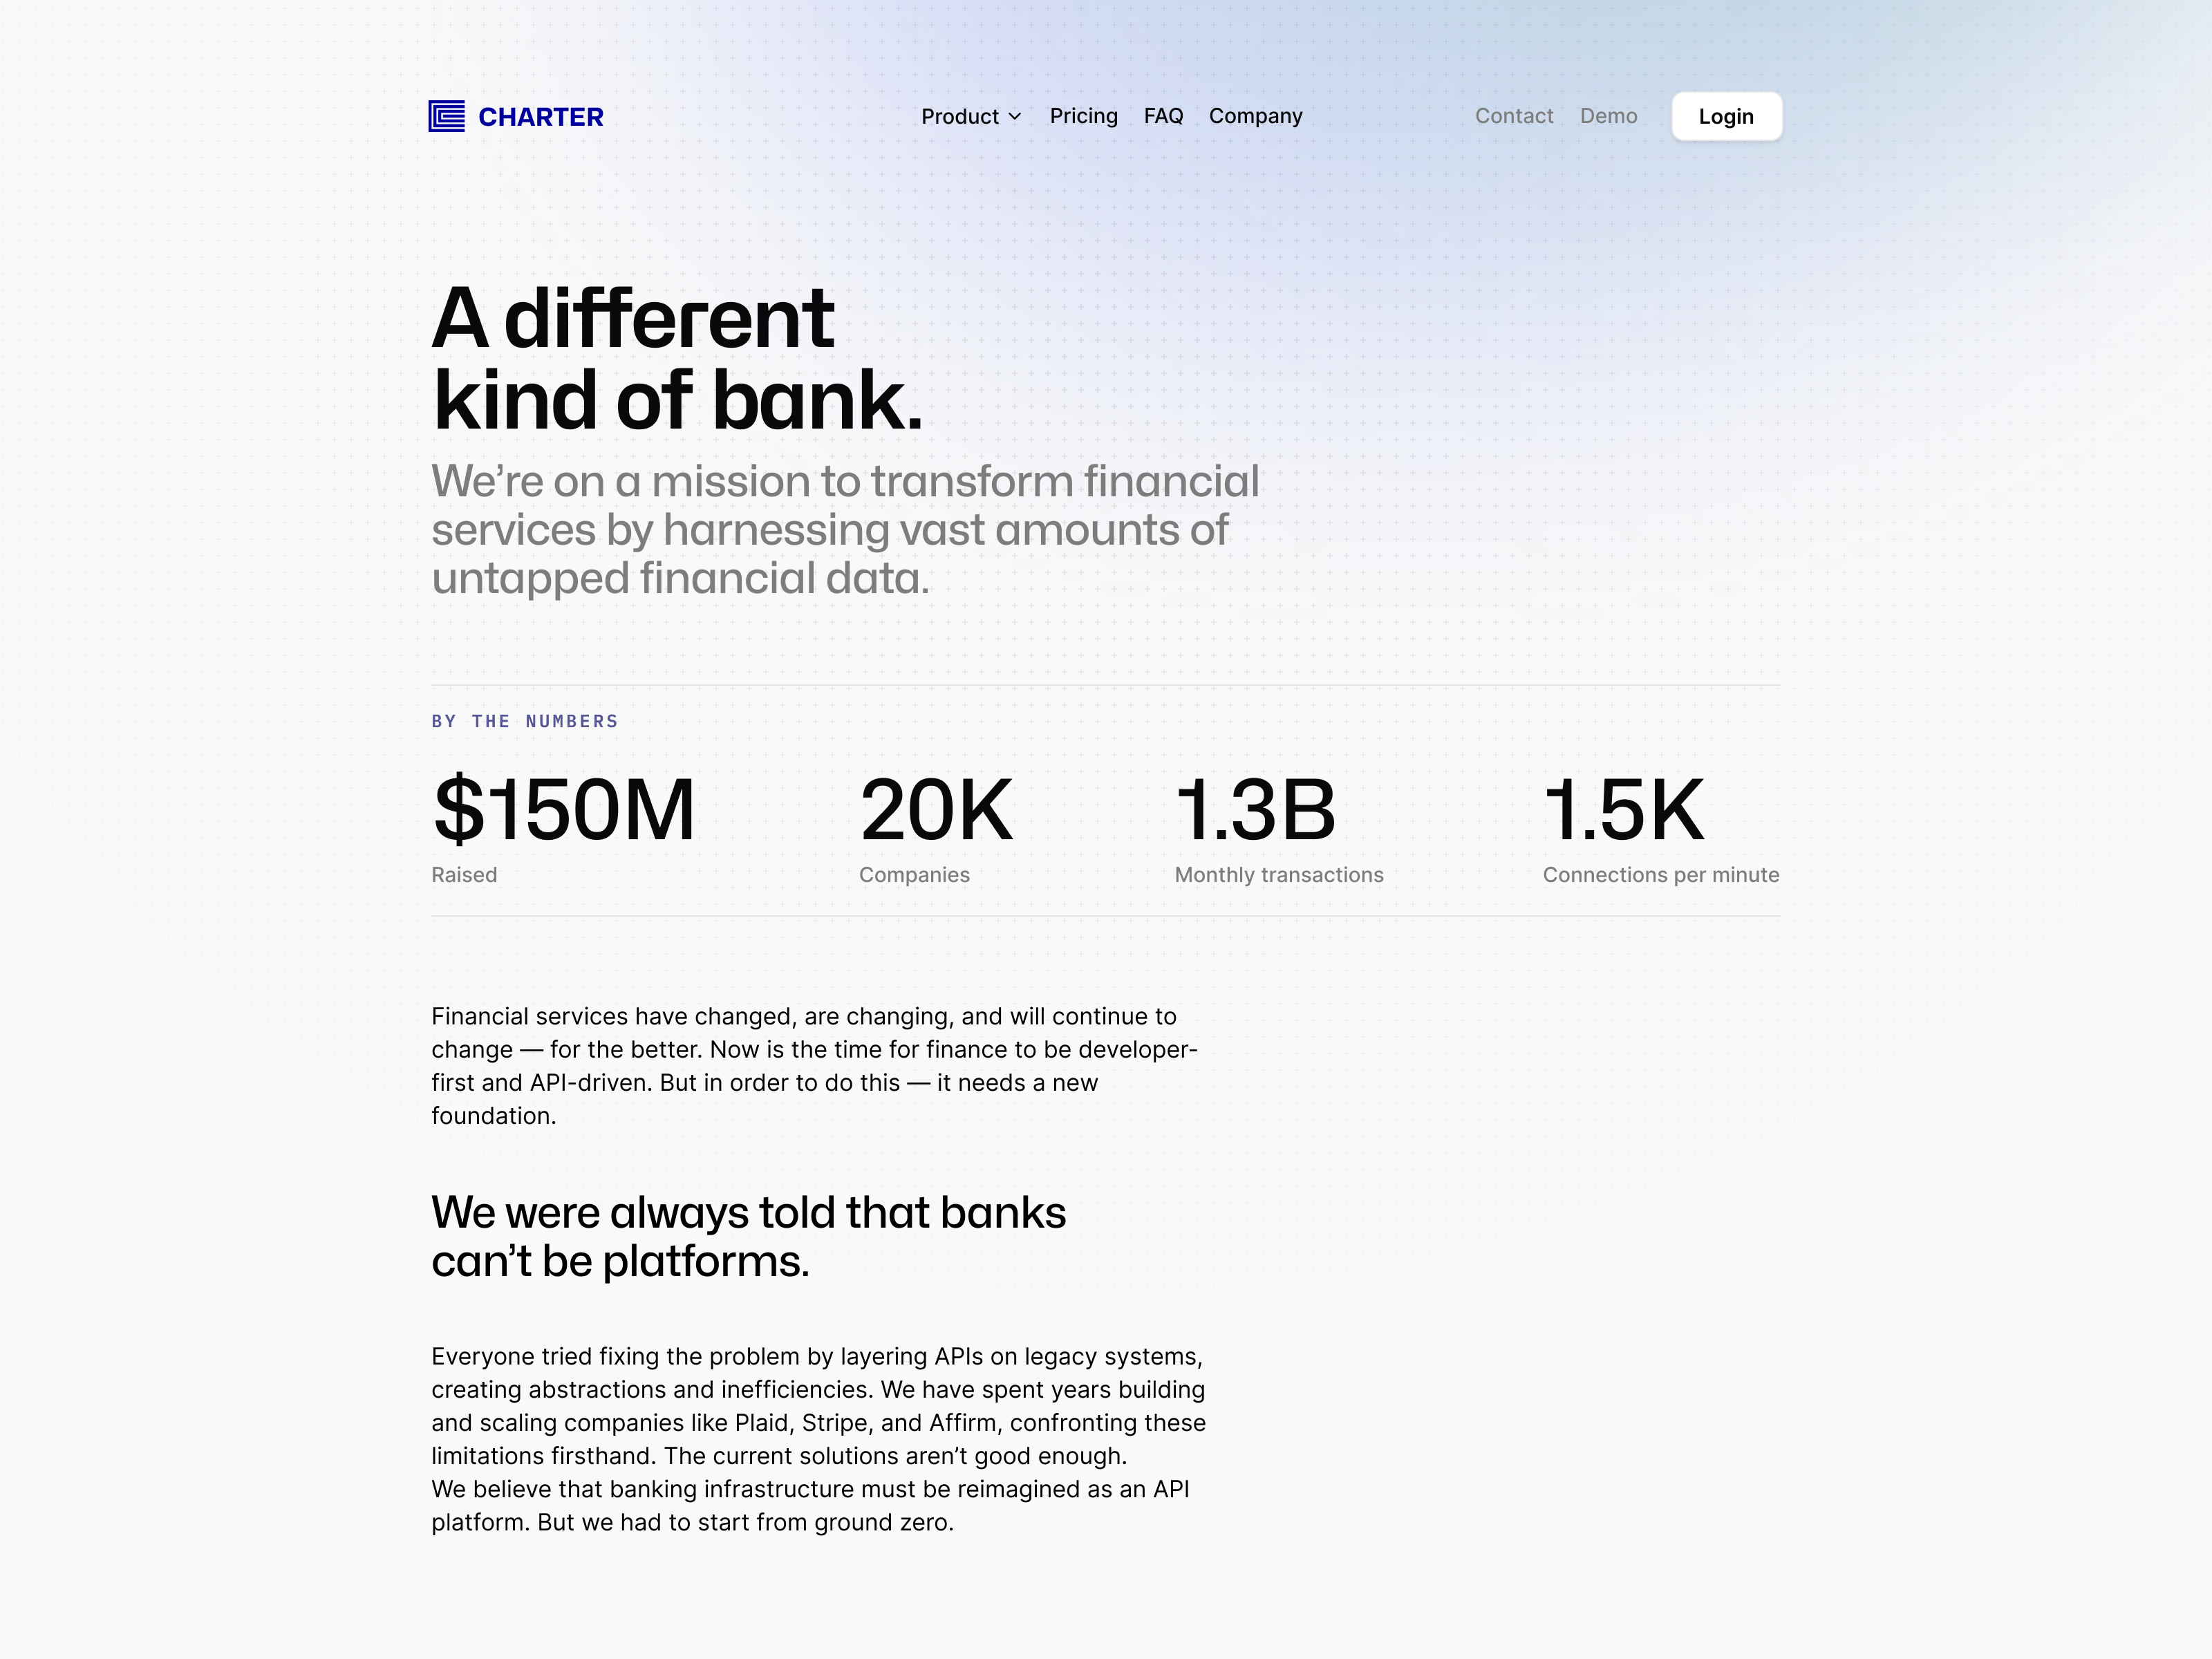 CHARTER
Product
Pricing
FAQ
Company
Contact
Demo
Login
A different
kind of bank.
We’re on a mission to transform financial
services by harnessing vast amounts of
untapped financial data.
BY THE NUMBERS
$150M
Raised
20K
Companies
1.3B
Monthly transactions
1.5K
Connections per minute
Financial services have changed, are changing, and will continue to
change — for the better. Now is the time for finance to be developer-
first and API-driven. But in order to do this — it needs a new
foundation.
We were always told that banks
can’t be platforms.
Everyone tried fixing the problem by layering APIs on legacy systems,
creating abstractions and inefficiencies. We have spent years building
and scaling companies like Plaid, Stripe, and Affirm, confronting these
limitations firsthand. The current solutions aren’t good enough.
We believe that banking infrastructure must be reimagined as an API
platform. But we had to start from ground zero.